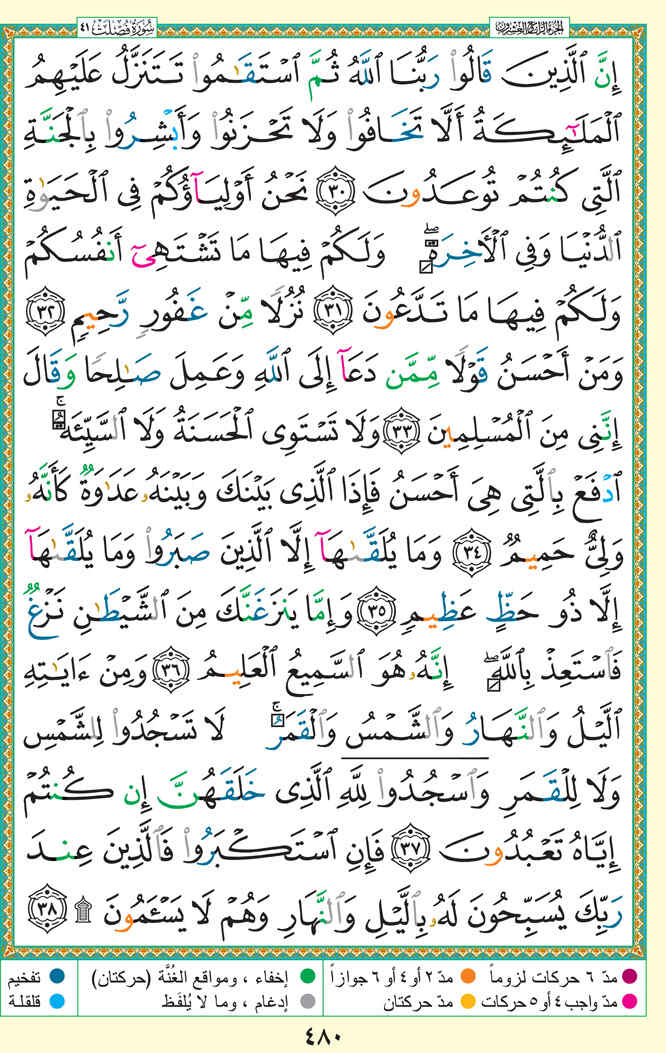 سُورَةُ فُصِّلَتْ ٤١
الجزء الرابع والعشرون
إِنَّ ٱلَّذِينَ قَالُوا۟ رَبُّنَا ٱللَّهُ ثُمَّ ٱسْتَقَـٰمُوا۟ تَتَنَزَّلُ عَلَيْهِمُ
ٱلْمَلَـٰٓئِكَةُ أَلَّا تَخَافُوا۟ وَلَا تَحْزَنُوا۟ وَأَبْشِرُوا۟ بِٱلْجَنَّةِ
ٱلَّتِى كُنتُمْ تُوعَدُونَ ٣٠ نَحْنُ أَوْلِيَآؤُكُمْ فِى ٱلْحَيَوٰةِ
ٱلدُّنْيَا وَفِى ٱلْـَٔاخِرَةِ ۖ وَلَكُمْ فِيهَا مَا تَشْتَهِىٓ أَنفُسُكُمْ
وَلَكُمْ فِيهَا مَا تَدَّعُونَ ٣١ نُزُلًا مِّنْ غَفُورٍ رَّحِيمٍ ٣٢
وَمَنْ أَحْسَنُ قَوْلًا مِّمَّن دَعَآ إِلَى ٱللَّهِ وَعَمِلَ صَـٰلِحًا وَقَالَ
إِنَّنِى مِنَ ٱلْمُسْلِمِينَ ٣٣ وَلَا تَسْتَوِى ٱلْحَسَنَةُ وَلَا ٱلسَّيِّئَةُ ۚ
ٱدْفَعْ بِٱلَّتِى هِىَ أَحْسَنُ فَإِذَا ٱلَّذِى بَيْنَكَ وَبَيْنَهُۥ عَدَٰوَةٌ كَأَنَّهُۥ
وَلِىٌّ حَمِيمٌ ٣٤ وَمَا يُلَقَّىٰهَآ إِلَّا ٱلَّذِينَ صَبَرُوا۟ وَمَا يُلَقَّىٰهَآ
إِلَّا ذُو حَظٍّ عَظِيمٍ ٣٥ وَإِمَّا يَنزَغَنَّكَ مِنَ ٱلشَّيْطَـٰنِ نَزْغٌ
فَٱسْتَعِذْ بِٱللَّهِ ۖ إِنَّهُۥ هُوَ ٱلسَّمِيعُ ٱلْعَلِيمُ ٣٦ وَمِنْ ءَايَـٰتِهِ
ٱلَّيْلُ وَٱلنَّهَارُ وَٱلشَّمْسُ وَٱلْقَمَرُ ۚ لَا تَسْجُدُوا۟ لِلشَّمْسِ
وَلَا لِلْقَمَرِ وَٱسْجُدُوا۟ لِلَّهِ ٱلَّذِى خَلَقَهُنَّ إِن كُنتُمْ
إِيَّاهُ تَعْبُدُونَ ٣٧ فَإِنِ ٱسْتَكْبَرُوا۟ فَٱلَّذِينَ عِندَ
رَبِّكَ يُسَبِّحُونَ لَهُۥ بِٱلَّيْلِ وَٱلنَّهَارِ وَهُمْ لَا يَسْـَٔمُونَ ۩ ٣٨
مدّ ٦ حركات لزوماً مدّ ٢ أو ٤ أو ٦ جوازاً إخفاء ، ومواقع الغُنَّة (حركتان) تفخيم
مدّ واجب ٤ أو ٥ حركات مدّ حركتان إدغام ، وما لا يُلفَظ قلقلة
٤٨٠